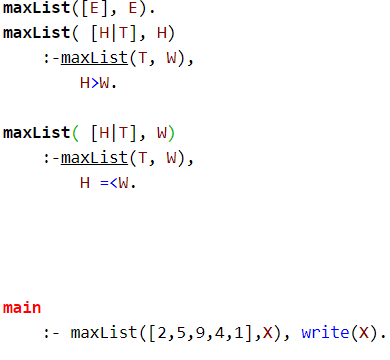 maxList([E], E).
maxList( [H|T], H)
:-maxList(T, W),
H>W.
maxList( [H|T], W)
:-maxList(T, W),
H =<W.
main
:- maxList([2,5,9,4,1],X), write(X).